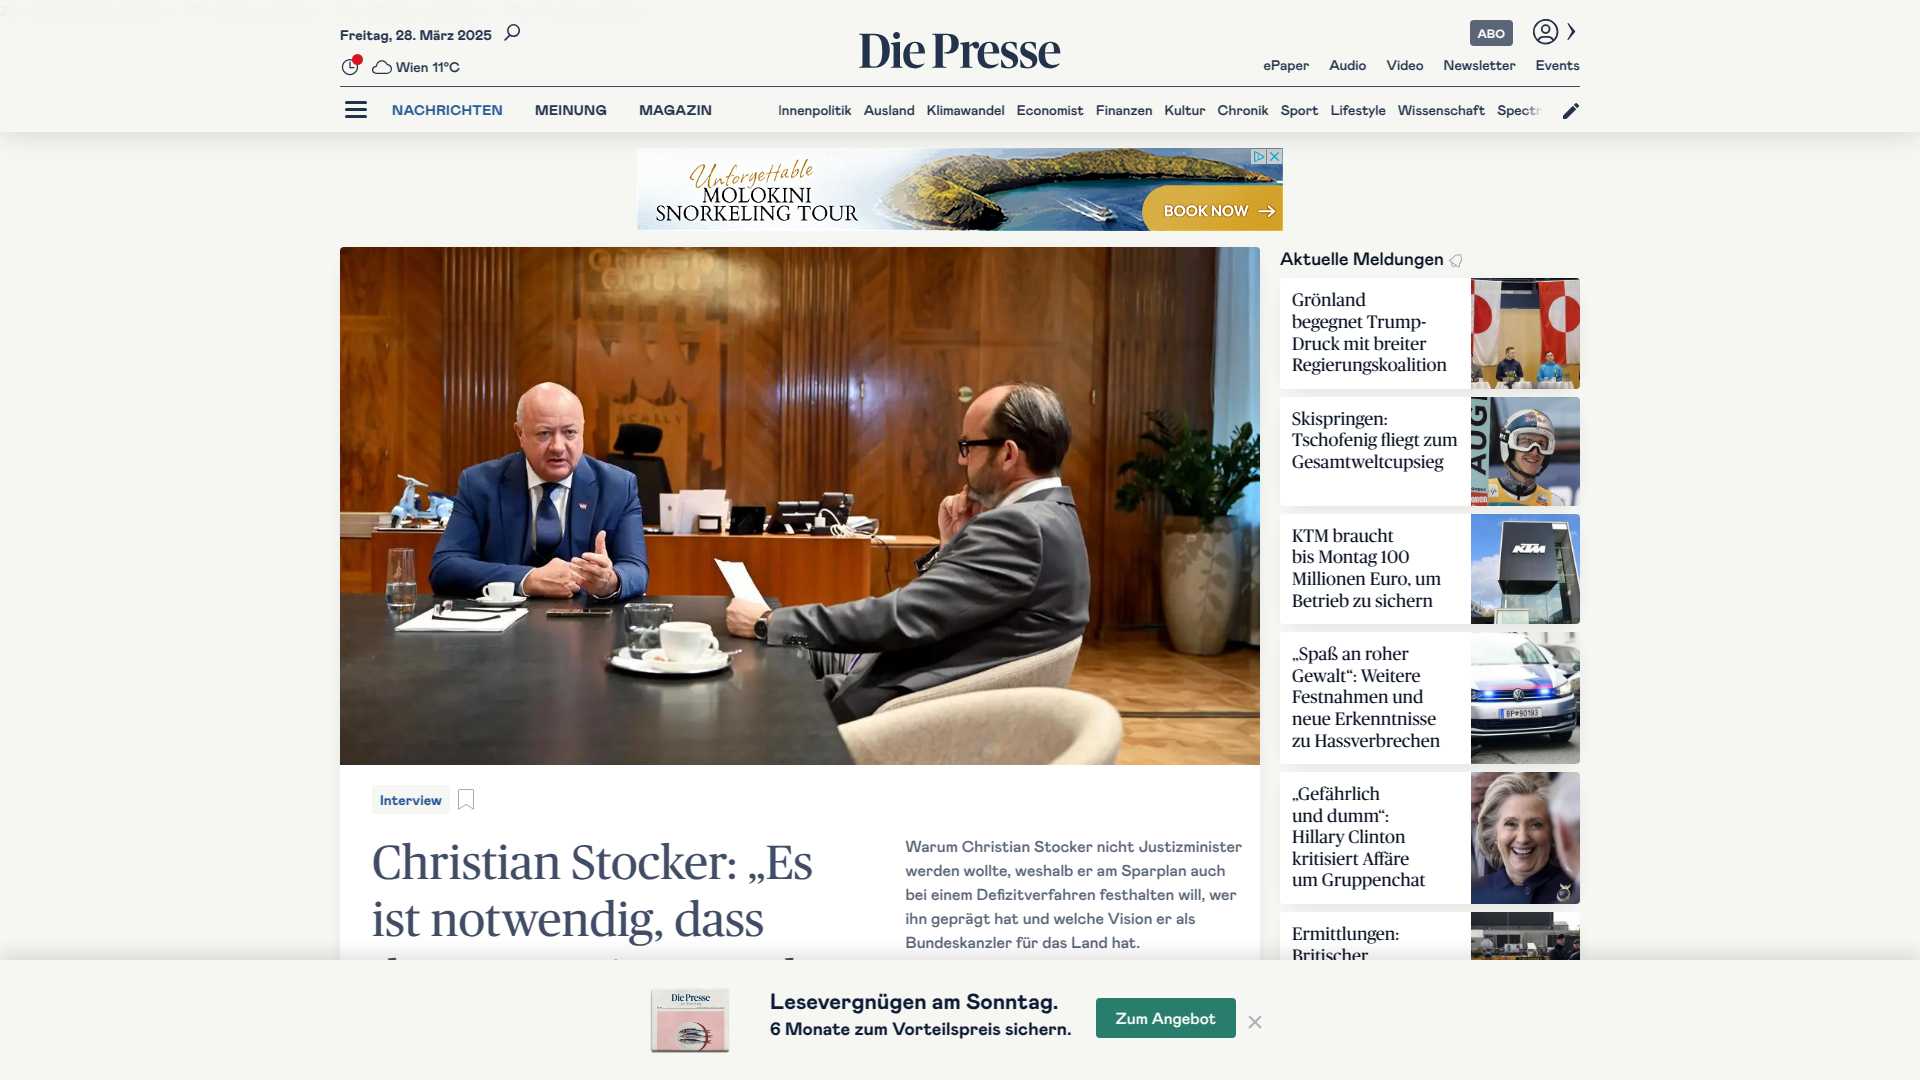 Freitag, 28. März 2025
Wien 11°C
Die Presse
ABO
ePaper Audio Video Newsletter Events
NACHRICHTEN MEINUNG MAGAZIN
Innenpolitik Ausland Klimawandel Economist Finanzen Kultur Chronik Sport Lifestyle Wissenschaft Spectr
Unforgettable
MOLOKINI
SNORKELING TOUR
BOOK NOW
Interview
Christian Stocker: „Es
ist notwendig, dass
Warum Christian Stocker nicht Justizminister
werden wollte, weshalb er am Sparplan auch
bei einem Defizitverfahren festhalten will, wer
ihn geprägt hat und welche Vision er als
Bundeskanzler für das Land hat.
Aktuelle Meldungen
Grönland
begegnet Trump-
Druck mit breiter
Regierungskoalition
Skispringen:
Tschofenig fliegt zum
Gesamtweltcupsieg
AUGI
KTM braucht
bis Montag 100
Millionen Euro, um
Betrieb zu sichern
KTM
„Spaß an roher
Gewalt“: Weitere
Festnahmen und
neue Erkenntnisse
zu Hassverbrechen
BP 90193
„Gefährlich
und dumm“:
Hillary Clinton
kritisiert Affäre
um Gruppenchat
Ermittlungen:
Britischer
Die Presse
Lesevergnügen am Sonntag.
6 Monate zum Vorteilspreis sichern.
Zum Angebot